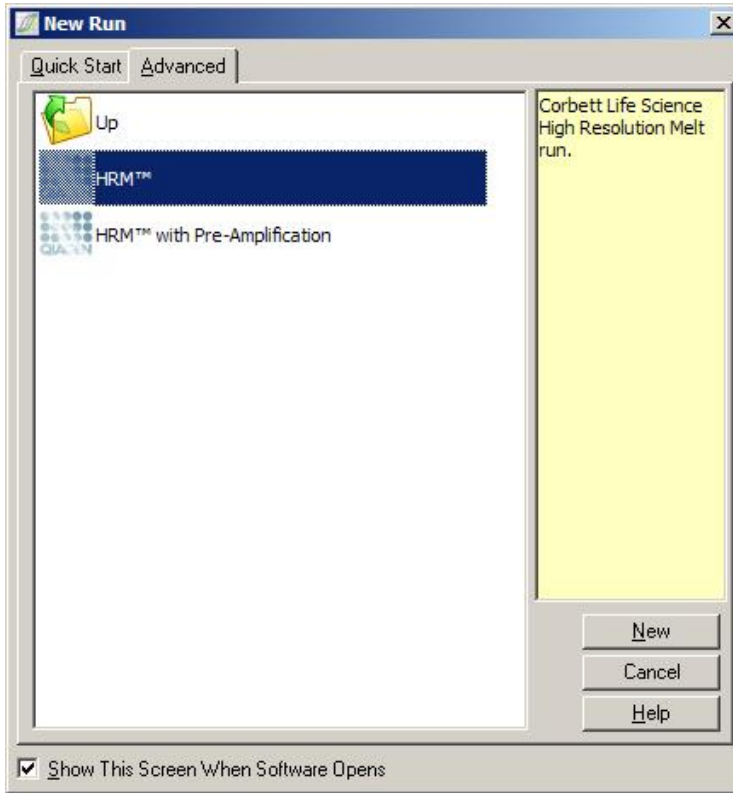 New Run
Quick Start Advanced
Up
HRM™
QIAGEN
HRM™ with Pre-Amplification
Corbett Life Science
High Resolution Melt
run.
New
Cancel
Help
Show This Screen When Software Opens